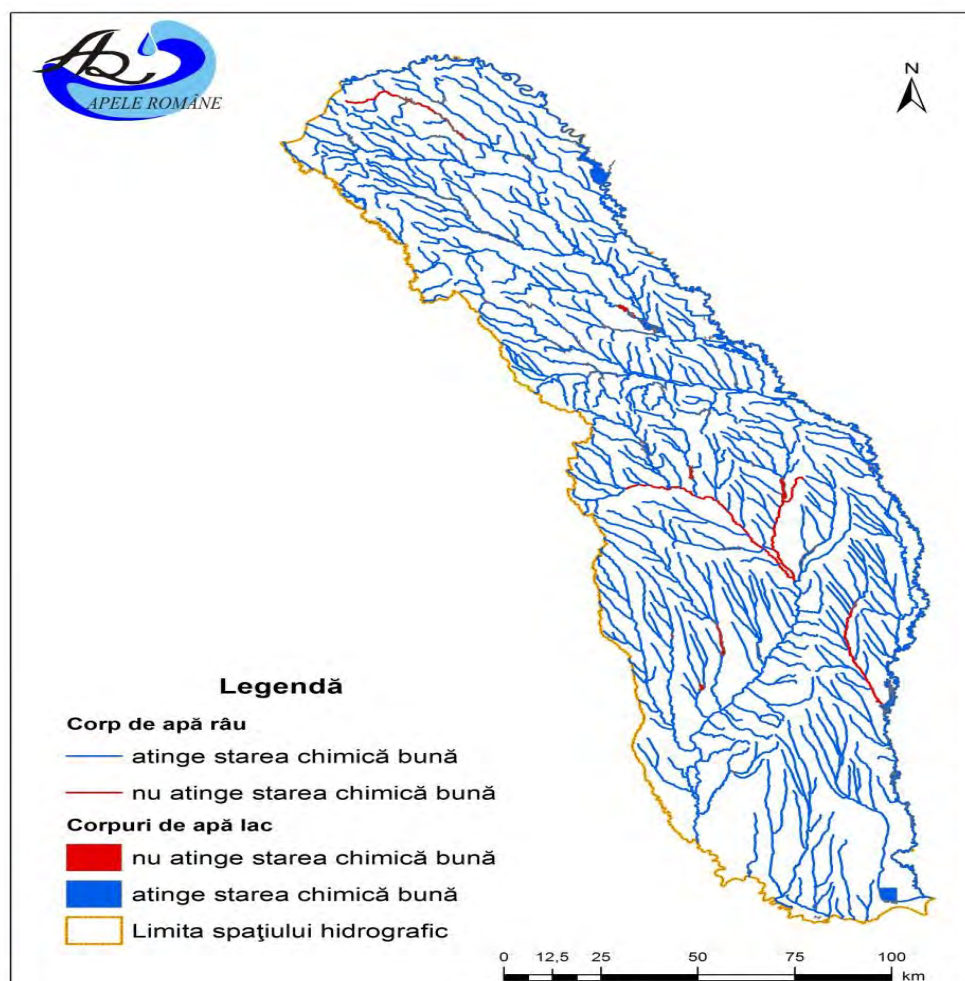 APELE ROMÂNE
N
Legendă
Corp de apă râu
atinge starea chimică bună
nu atinge starea chimică bună
Corpuri de apă lac
nu atinge starea chimică bună
atinge starea chimică bună
Limita spaţiului hidrografic
0 12,5 25 50 75 100
km